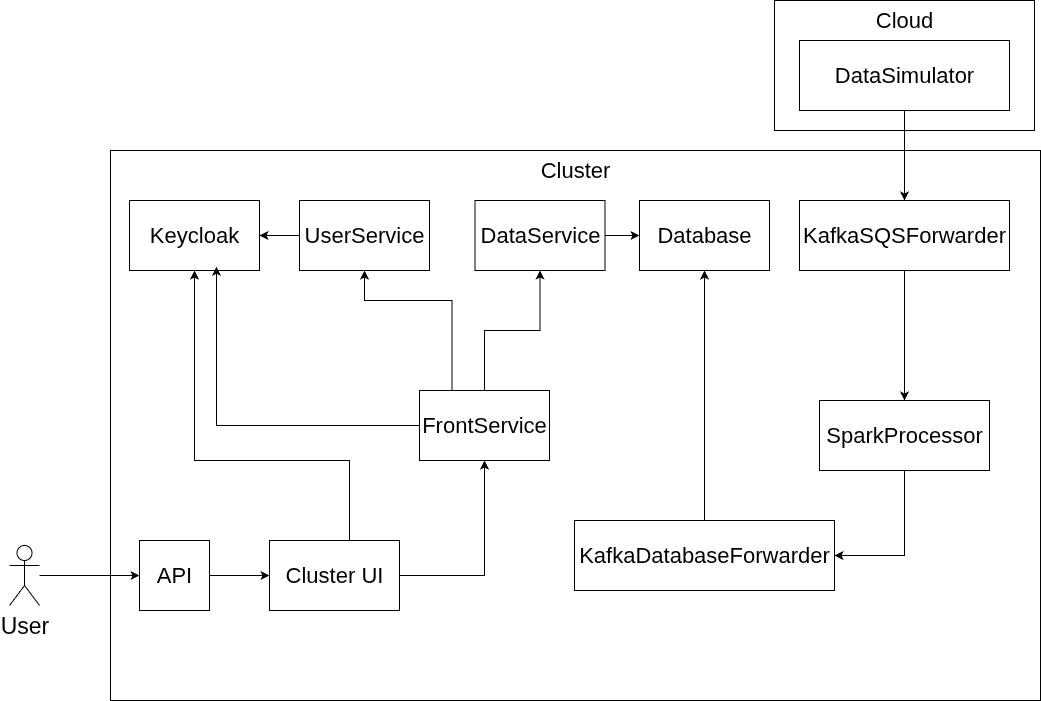 Cloud
DataSimulator
Cluster
Keycloak
UserService
DataService
Database
KafkaSQSForwarder
FrontService
SparkProcessor
KafkaDatabaseForwarder
API
Cluster UI
User